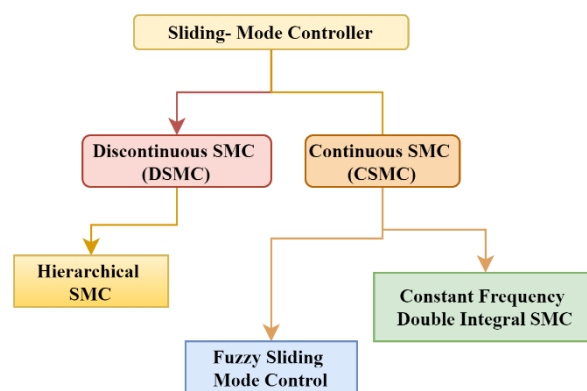 Sliding- Mode Controller
Discontinuous SMC
(DSMC)
Continuous SMC
(CSMC)
Hierarchical
SMC
Constant Frequency
Double Integral SMC
Fuzzy Sliding
Mode Control